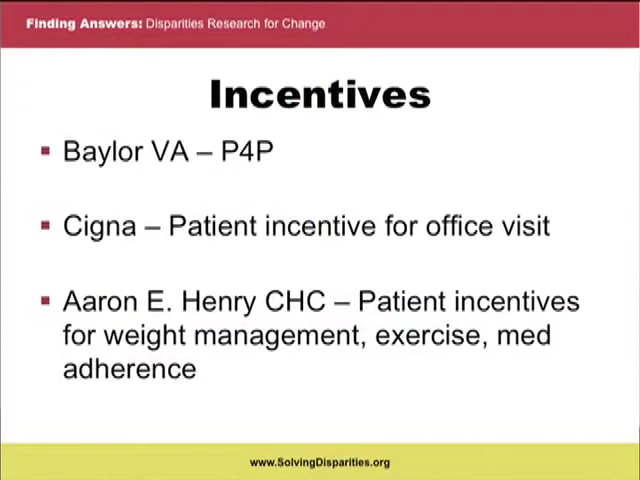 Finding Answers: Disparities Research for Change
Incentives
Baylor VA – P4P
Cigna – Patient incentive for office visit
Aaron E. Henry CHC – Patient incentives
for weight management, exercise, med
adherence
www.SolvingDisparities.org